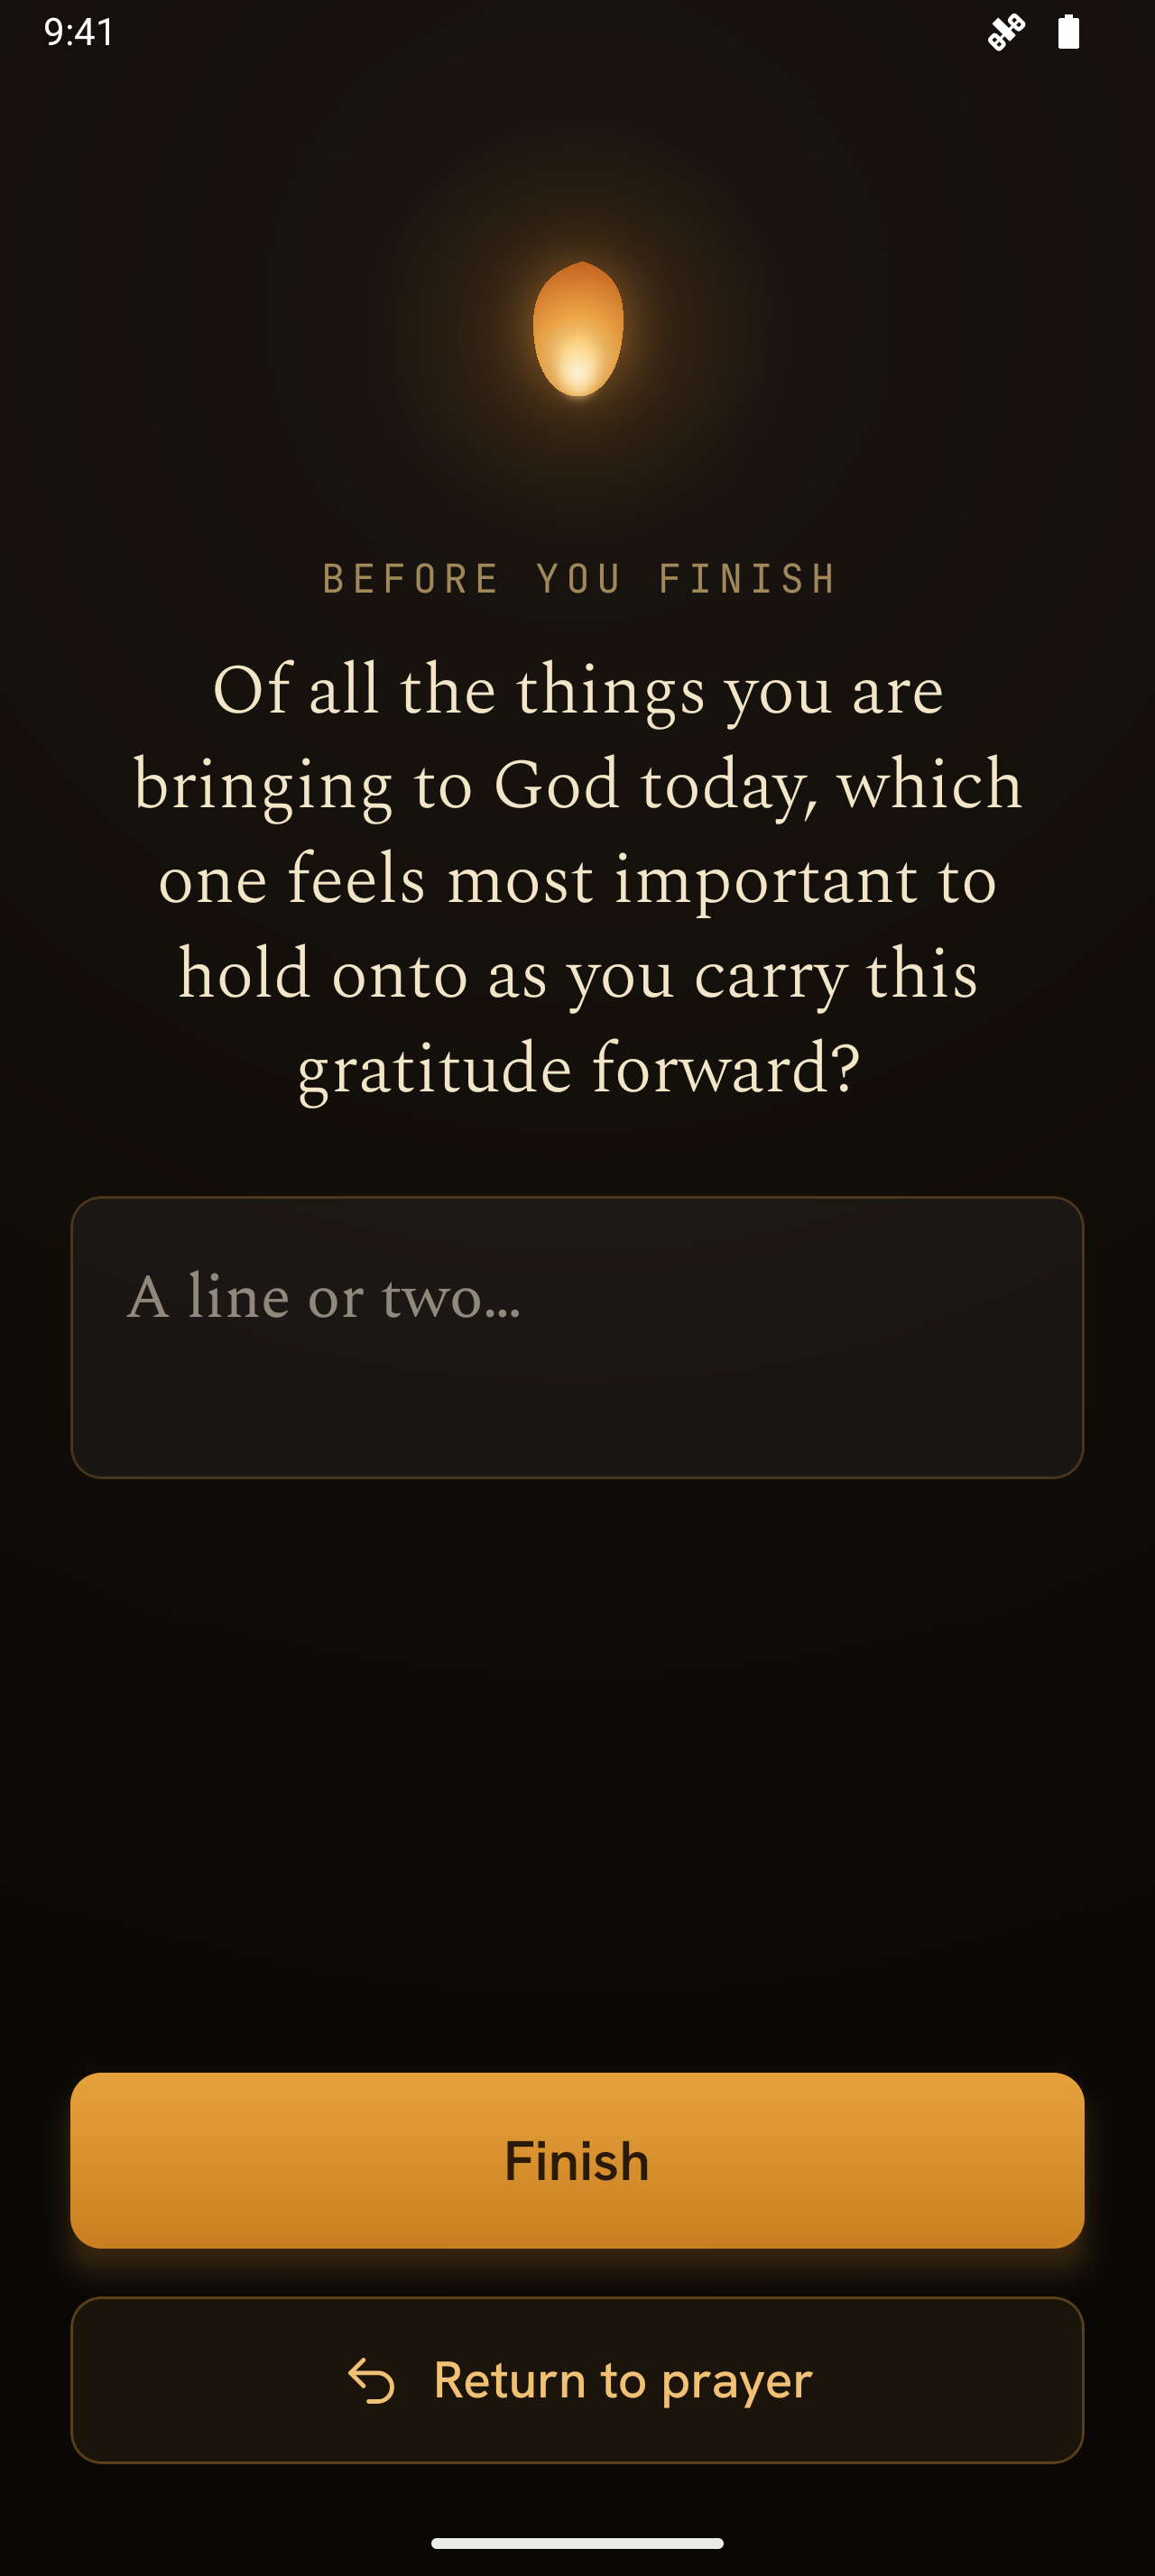 9:41
BEFORE YOU FINISH
Of all the things you are
bringing to God today, which
one feels most important to
hold onto as you carry this
gratitude forward?
A line or two…
Finish
Return to prayer